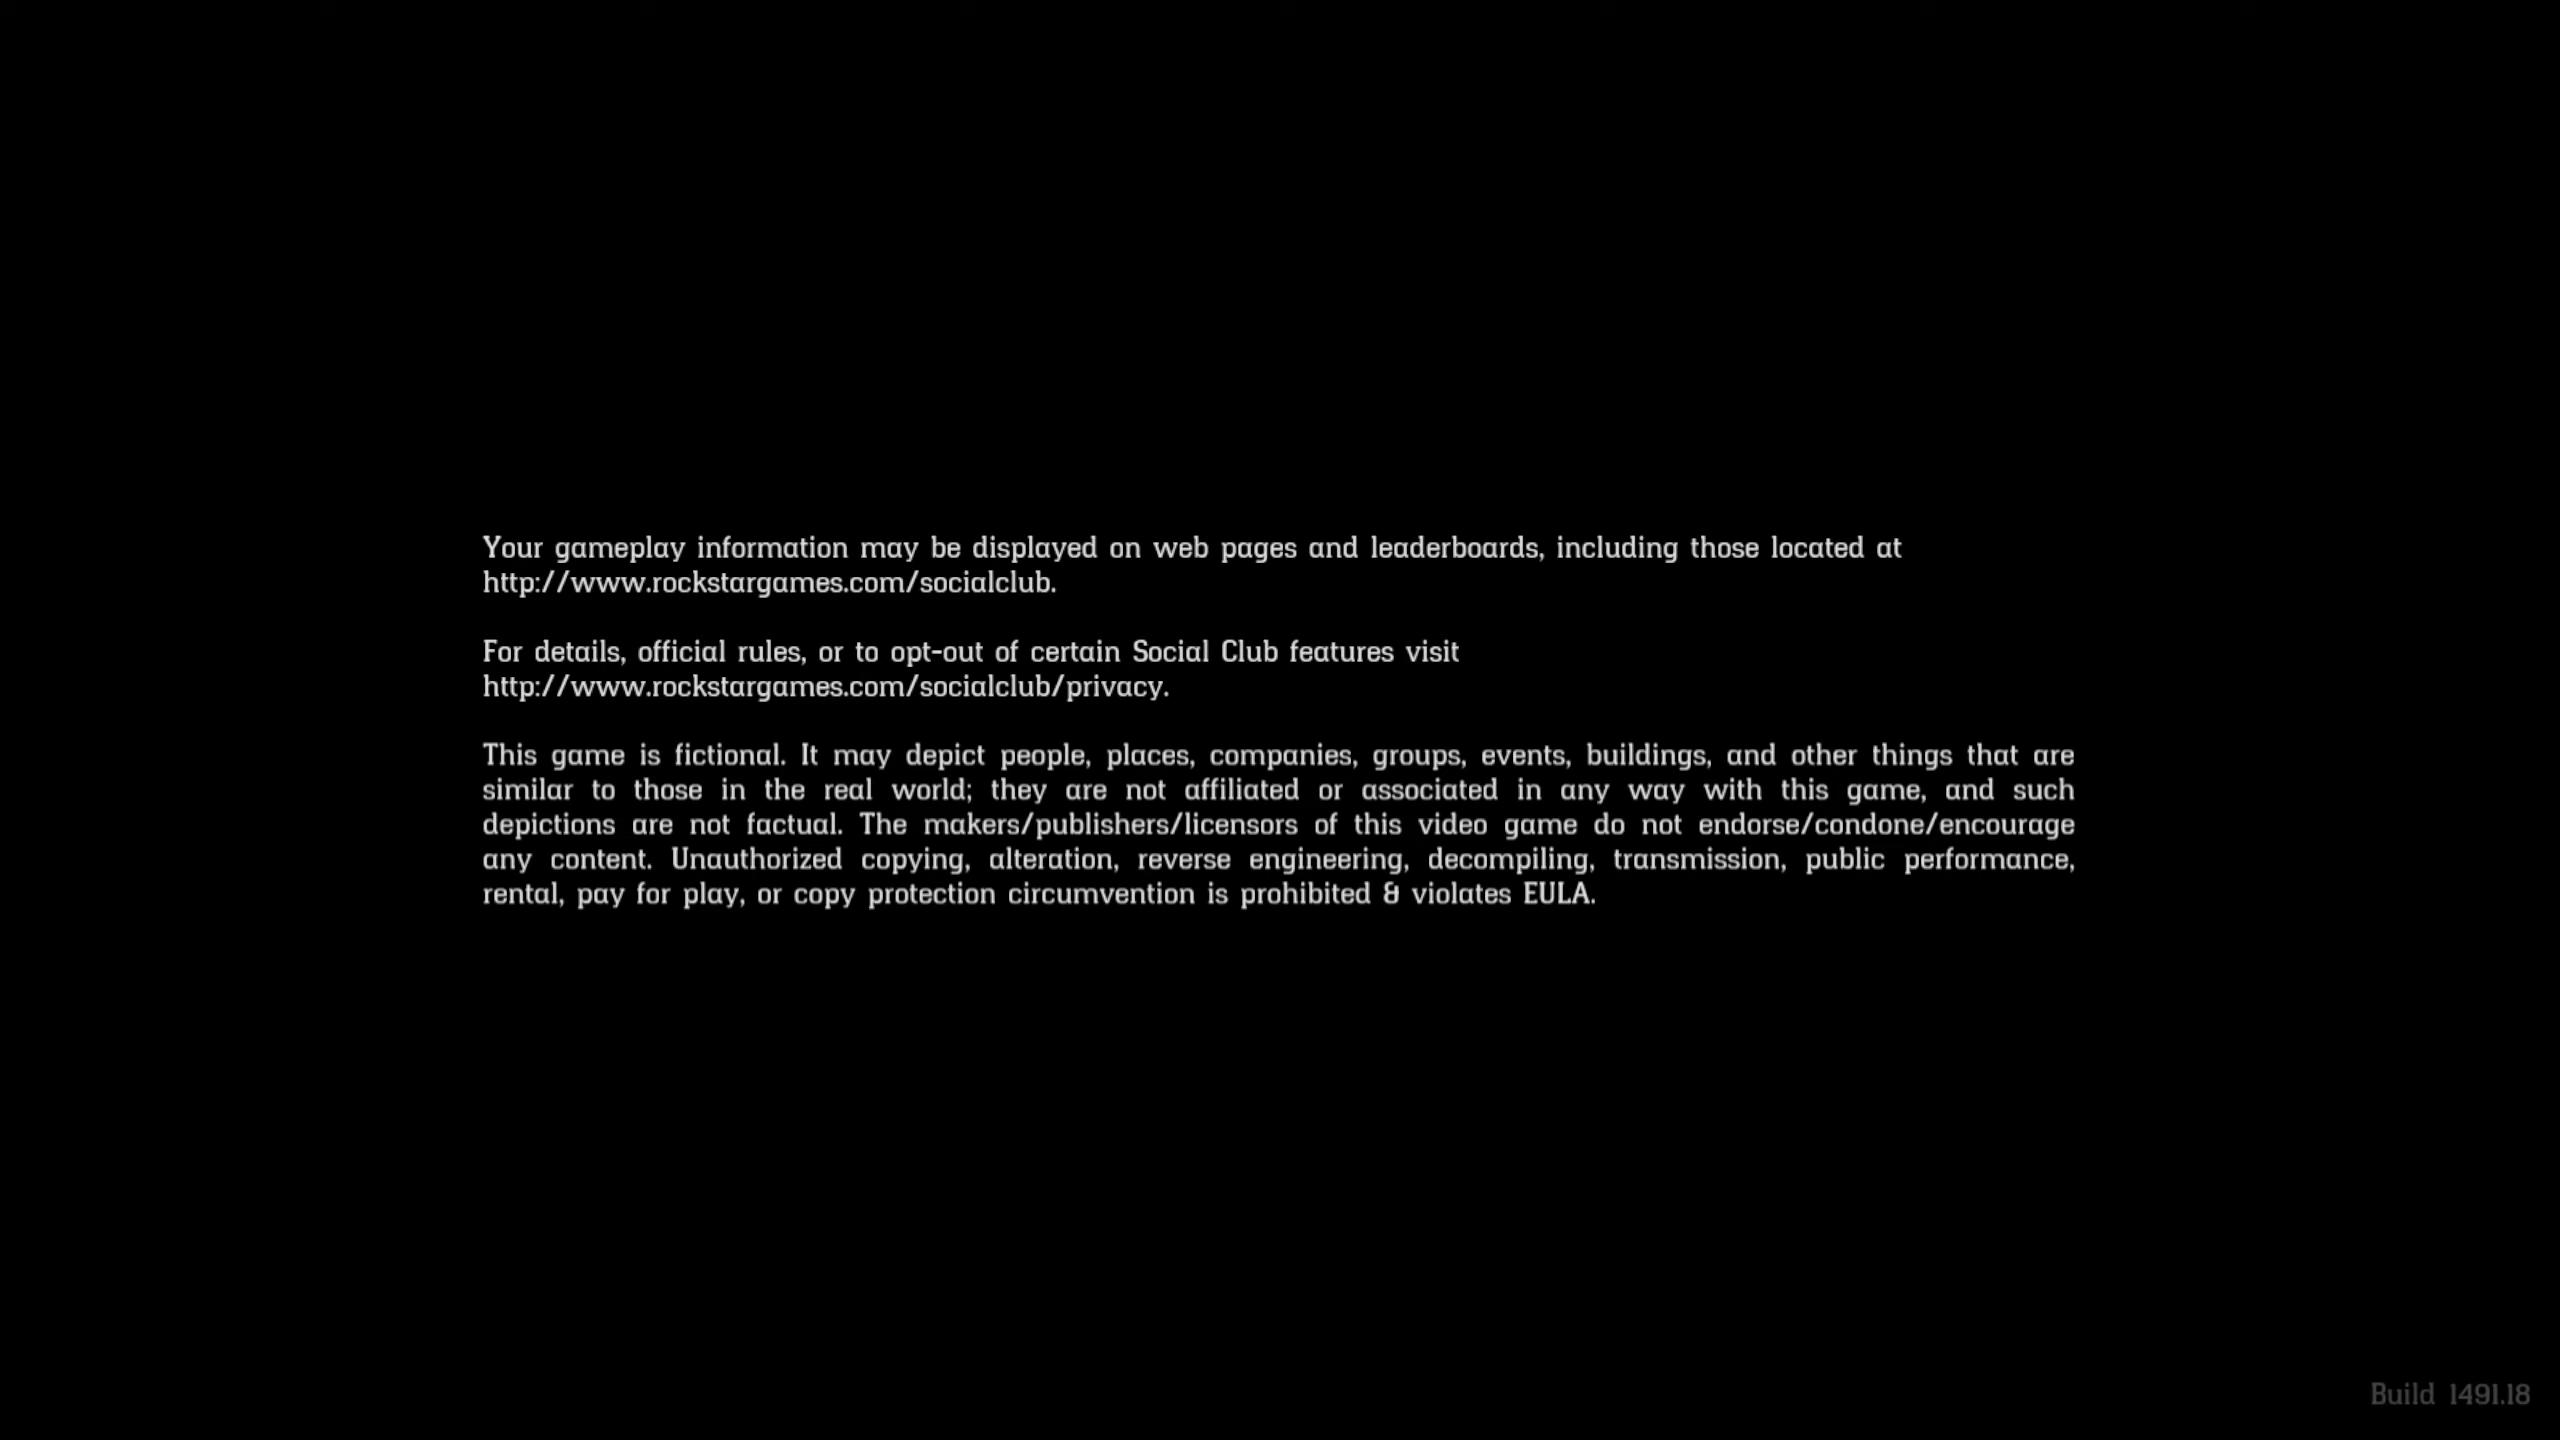 Your gameplay information may be displayed on web pages and leaderboards, including those located at
http://www.rockstargames.com/socialclub.
For details, official rules, or to opt-out of certain Social Club features visit
http://www.rockstargames.com/socialclub/privacy.
This game is fictional. It may depict people, places, companies, groups, events, buildings, and other things that are
similar to those in the real world; they are not affiliated or associated in any way with this game, and such
depictions are not factual. The makers/publishers/licensors of this video game do not endorse/condone/encourage
any content. Unauthorized copying, alteration, reverse engineering, decompiling, transmission, public performance,
rental, pay for play, or copy protection circumvention is prohibited & violates EULA.
Build 1491.18